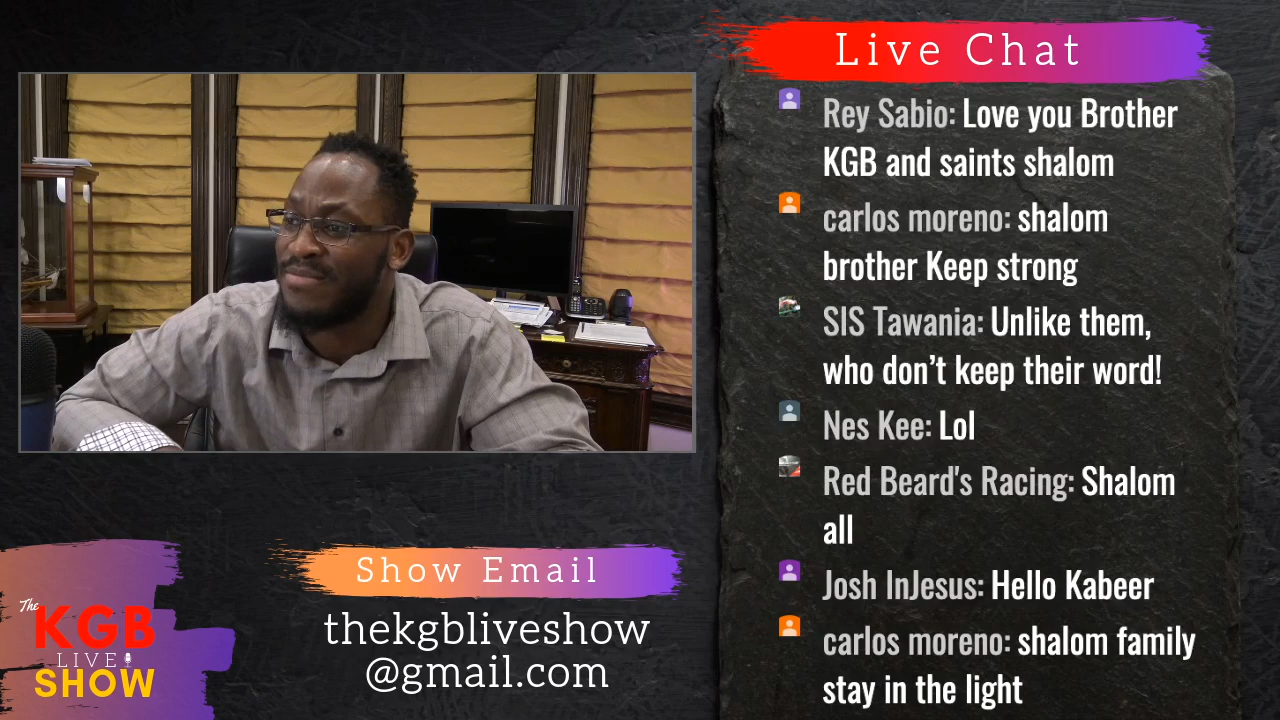 Live Chat
Rey Sabio: Love you Brother
KGB and saints shalom
carlos moreno: shalom
brother Keep strong
SIS Tawania: Unlike them,
who don’t keep their word!
Nes Kee: Lol
Red Beard's Racing: Shalom
all
Josh InJesus: Hello Kabeer
carlos moreno: shalom family
stay in the light
Show Email
thekgbliveshow
@gmail.com
The
KGB
LIVE
SHOW